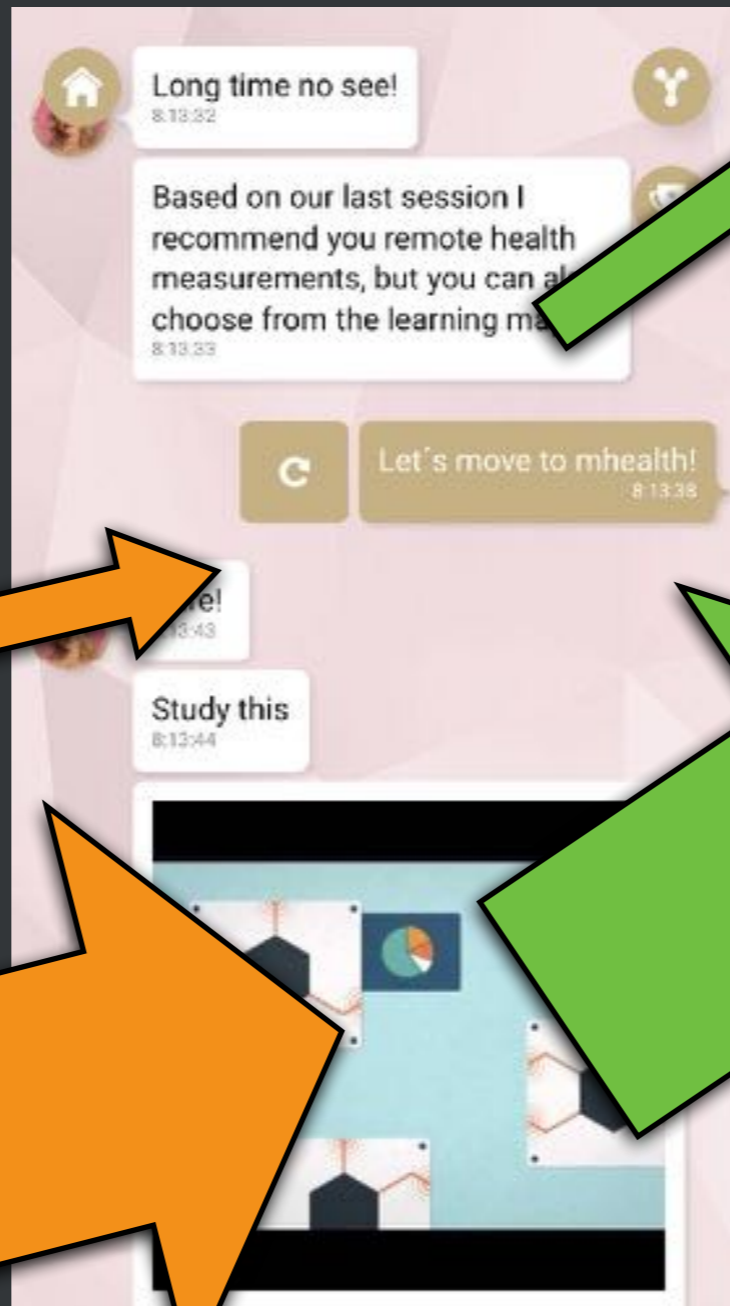 Long time no see!
8:13:32
Based on our last session I
recommend you remote health
measurements, but you can
choose from the learning
8:13:33
Let´s move to mhealth!
8:13:38
Study this
8:13:44